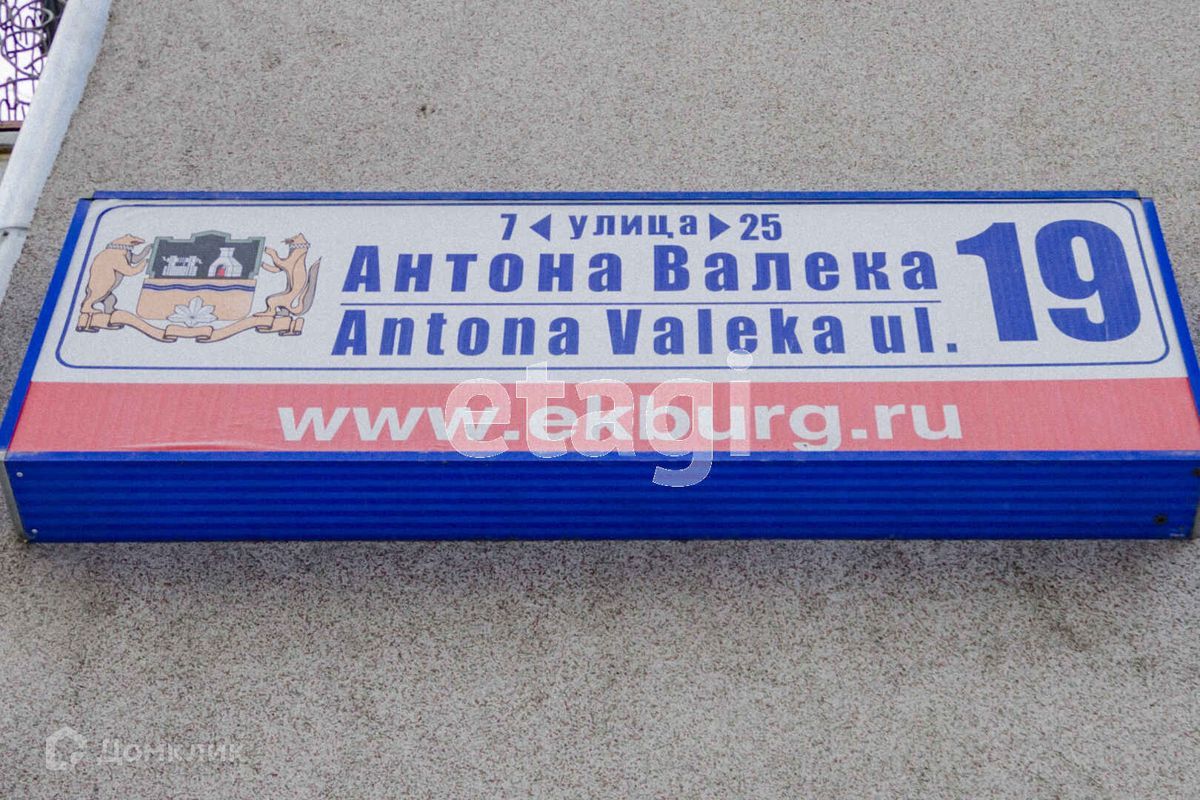 7 ◄ улица ► 25
Антона Валека
19
Antona Valeka ul.
www.ekburg.ru
etagi
Домклик